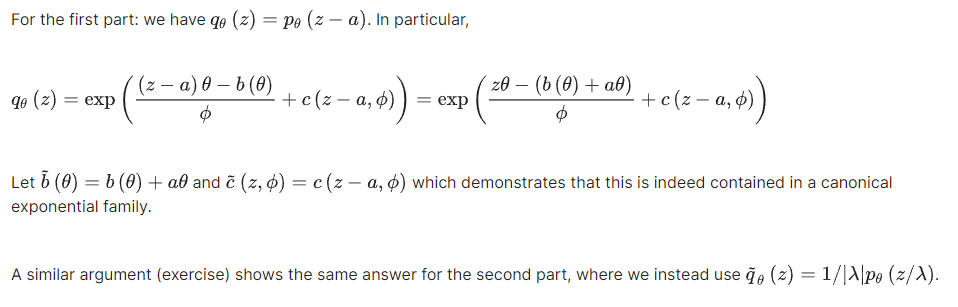 For the first part: we have q_θ (z) = p_θ (z − a). In particular,
q_θ (z) = exp ( ((z − a) θ − b (θ)) / ϕ + c (z − a, ϕ) ) = exp ( (zθ − (b (θ) + aθ)) / ϕ + c (z − a, ϕ) )
Let b̃ (θ) = b (θ) + aθ and c̃ (z, ϕ) = c (z − a, ϕ) which demonstrates that this is indeed contained in a canonical
exponential family.
A similar argument (exercise) shows the same answer for the second part, where we instead use q̃_θ (z) = 1/|λ|p_θ (z/λ).